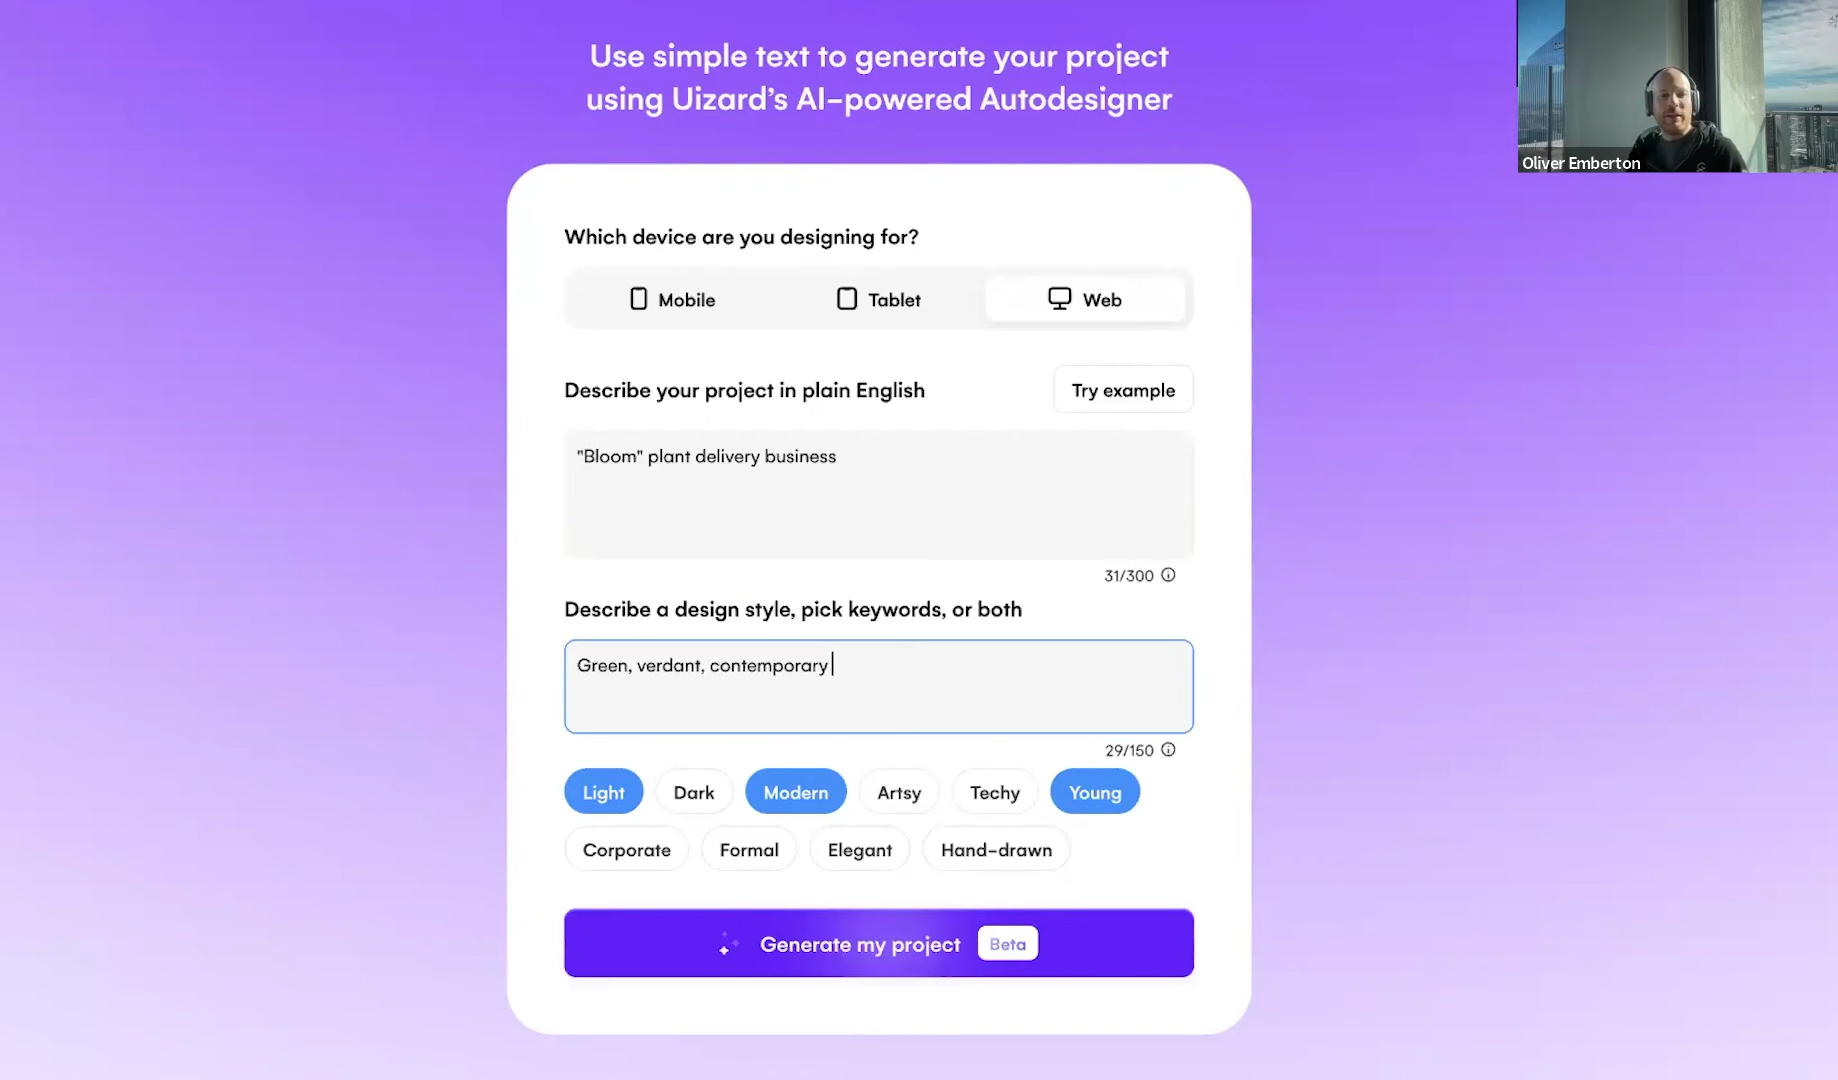 Use simple text to generate your project
using Uizard's AI-powered Autodesigner
Oliver Emberton
Which device are you designing for?
Mobile Tablet Web
Describe your project in plain English
Try example
"Bloom" plant delivery business
31/300
Describe a design style, pick keywords, or both
Green, verdant, contemporary
29/150
Light Dark Modern Artsy Techy Young
Corporate Formal Elegant Hand-drawn
Generate my project Beta